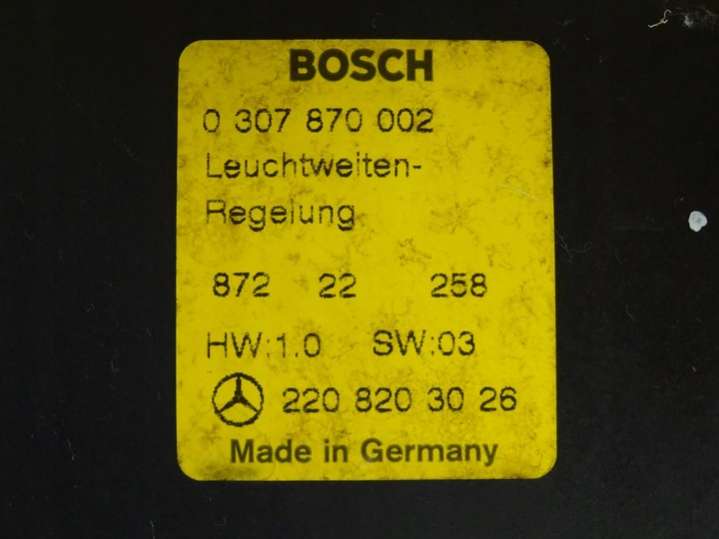 BOSCH
0 307 870 002
Leuchtweiten-
Regelung
872 22 258
HW:1.0 SW:03
220 820 30 26
Made in Germany